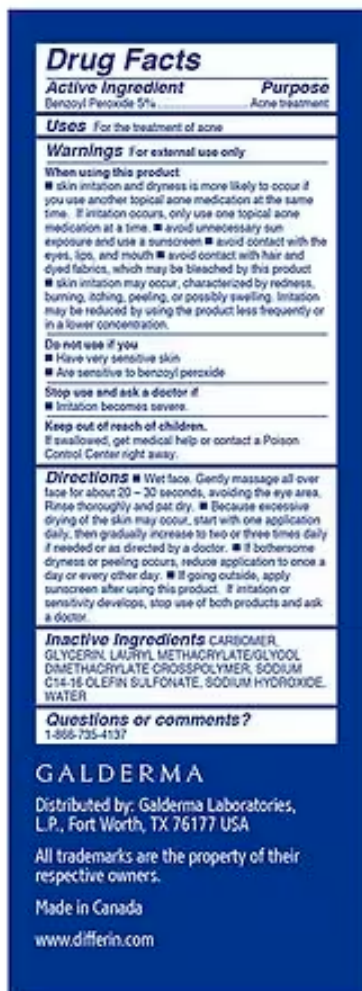 Drug Facts
Active Ingredient Purpose
Benzoyl Peroxide 5%.................... Acne treatment
Uses For the treatment of acne
Warnings For external use only
When using this product
■ skin irritation and dryness is more likely to occur if
you use another topical acne medication at the same
time. If irritation occurs, only use one topical acne
medication at a time. ■ avoid unnecessary sun
exposure and use a sunscreen ■ avoid contact with the
eyes, lips, and mouth ■ avoid contact with hair and
dyed fabrics, which may be bleached by this product
■ skin irritation may occur, characterized by redness,
burning, itching, peeling, or possibly swelling. Irritation
may be reduced by using the product less frequently or
in a lower concentration.
Do not use if you
■ Have very sensitive skin
■ Are sensitive to benzoyl peroxide
Stop use and ask a doctor if
■ Irritation becomes severe.
Keep out of reach of children.
If swallowed, get medical help or contact a Poison
Control Center right away.
Directions ■ Wet face. Gently massage all over
face for about 20 – 30 seconds, avoiding the eye area.
Rinse thoroughly and pat dry. ■ Because excessive
drying of the skin may occur, start with one application
daily, then gradually increase to two or three times daily
if needed or as directed by a doctor. ■ If bothersome
dryness or peeling occurs, reduce application to once a
day or every other day. ■ If going outside, apply
sunscreen after using this product. If irritation or
sensitivity develops, stop use of both products and ask
a doctor.
Inactive Ingredients CARBOMER,
GLYCERIN, LAURYL METHACRYLATE/GLYCOL
DIMETHACRYLATE CROSSPOLYMER, SODIUM
C14-16 OLEFIN SULFONATE, SODIUM HYDROXIDE,
WATER
Questions or comments?
1-866-735-4137
GALDERMA
Distributed by: Galderma Laboratories,
L.P., Fort Worth, TX 76177 USA
All trademarks are the property of their
respective owners.
Made in Canada
www.differin.com